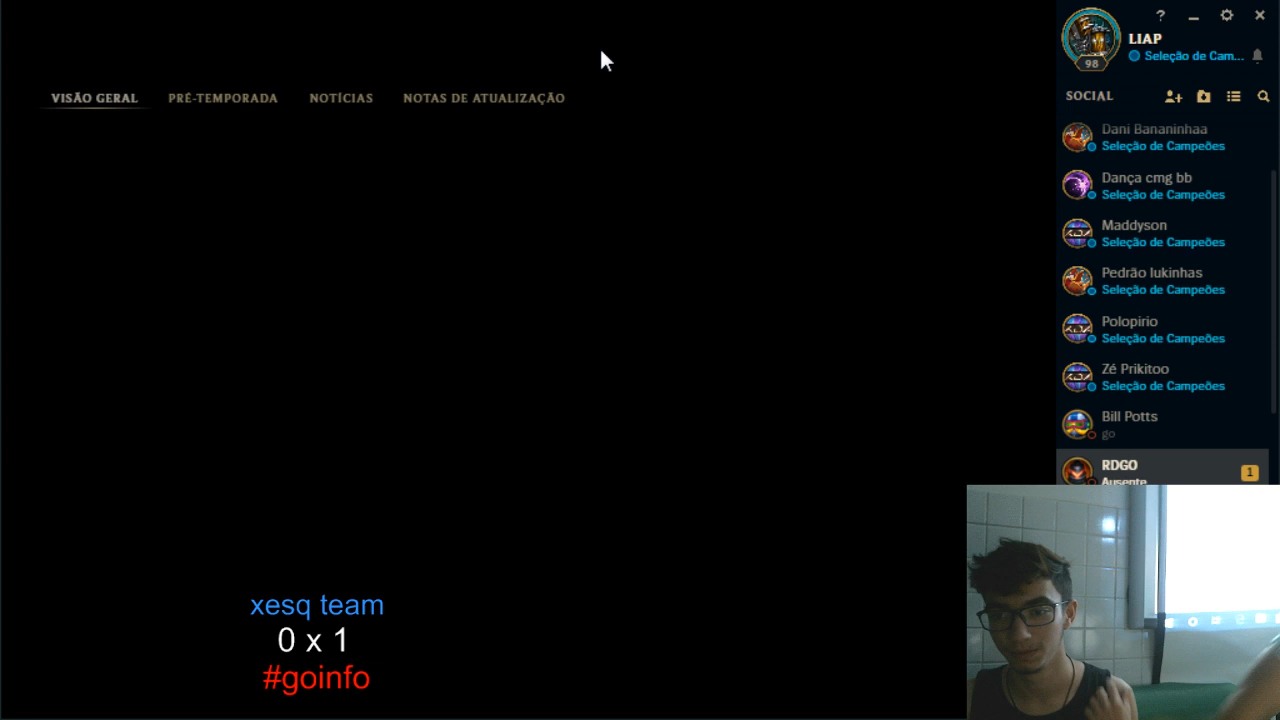 ?
LIAP
Seleção de Cam...
98
VISÃO GERAL
PRÉ-TEMPORADA
NOTÍCIAS
NOTAS DE ATUALIZAÇÃO
SOCIAL
Dani Bananinhaa
Seleção de Campeões
Dança cmg bb
Seleção de Campeões
Maddyson
Seleção de Campeões
Pedrão lukinhas
Seleção de Campeões
Polopirio
Seleção de Campeões
Zé Prikitoo
Seleção de Campeões
Bill Potts
go
RDGO
1
Ausente
xesq team
0 x 1
#goinfo